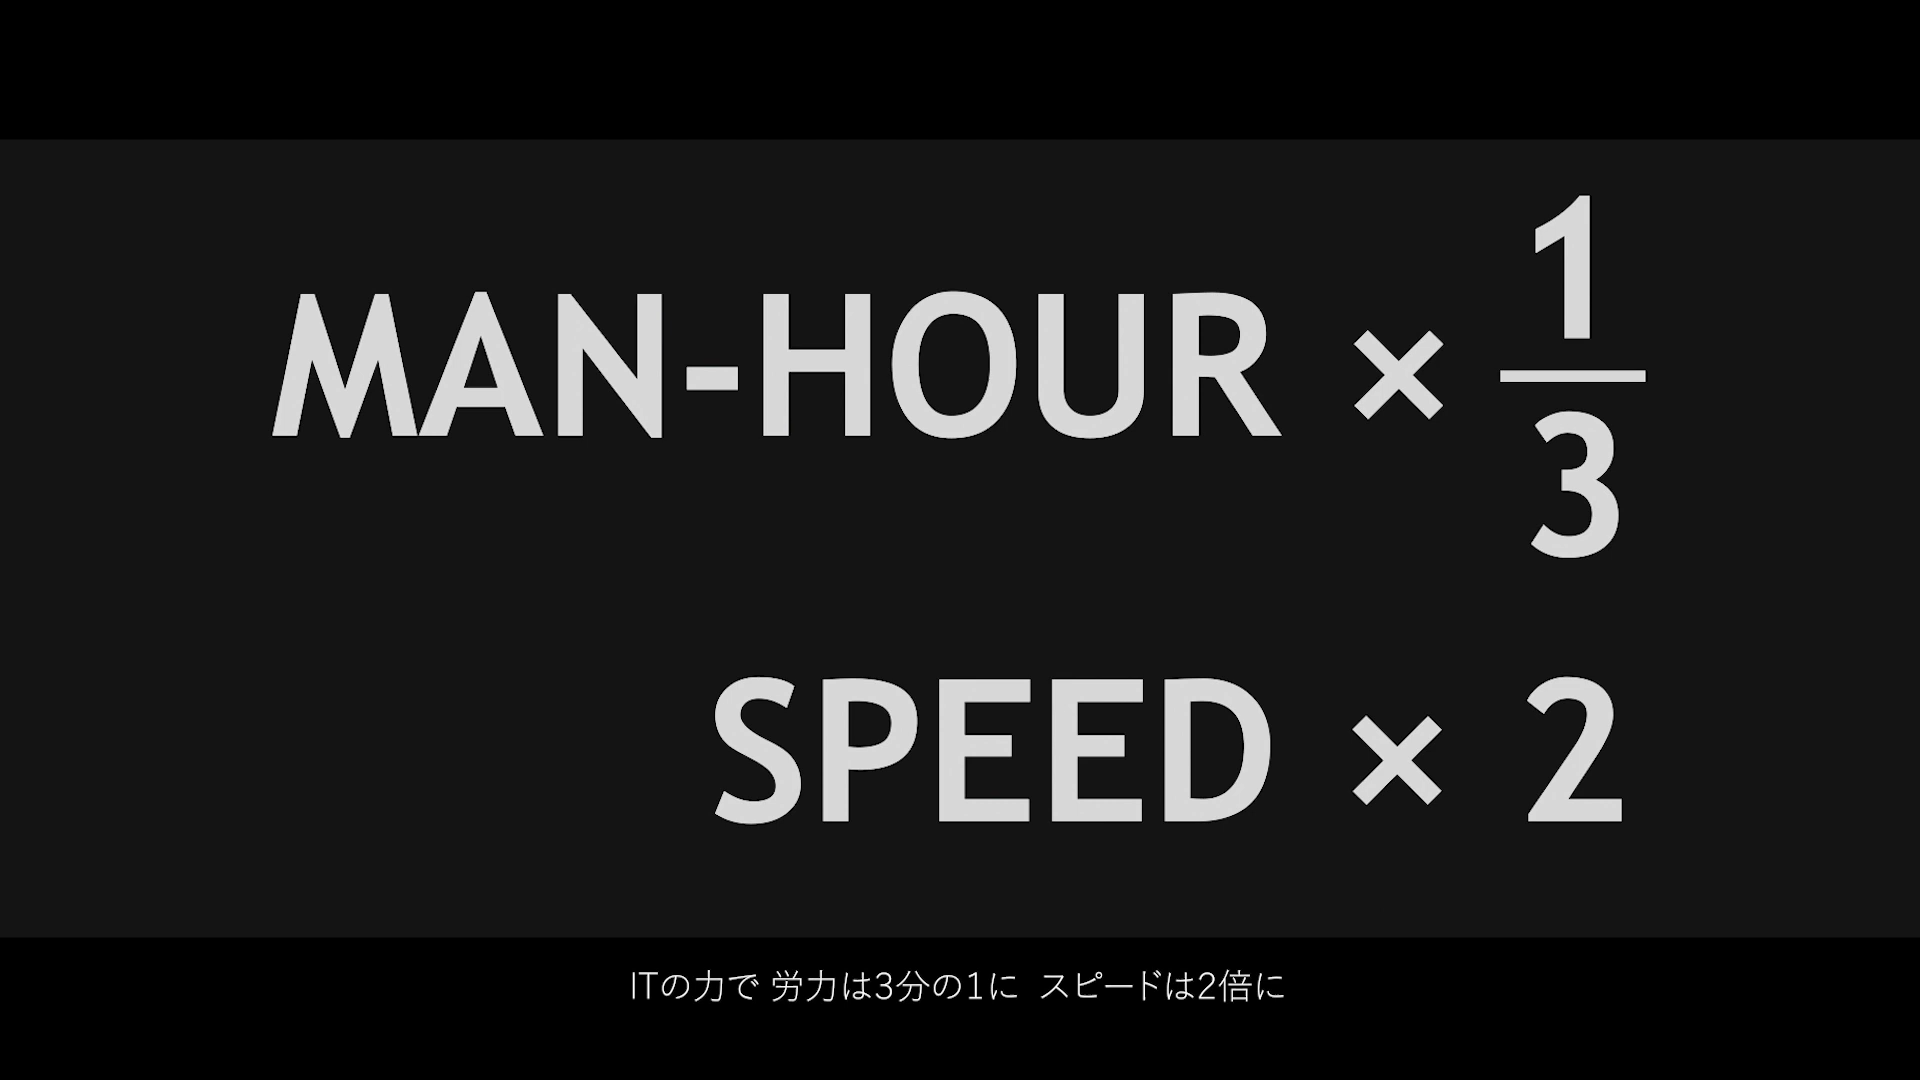 MAN-HOUR × 1/3
SPEED × 2
ITの力で 労力は3分の1に スピードは2倍に